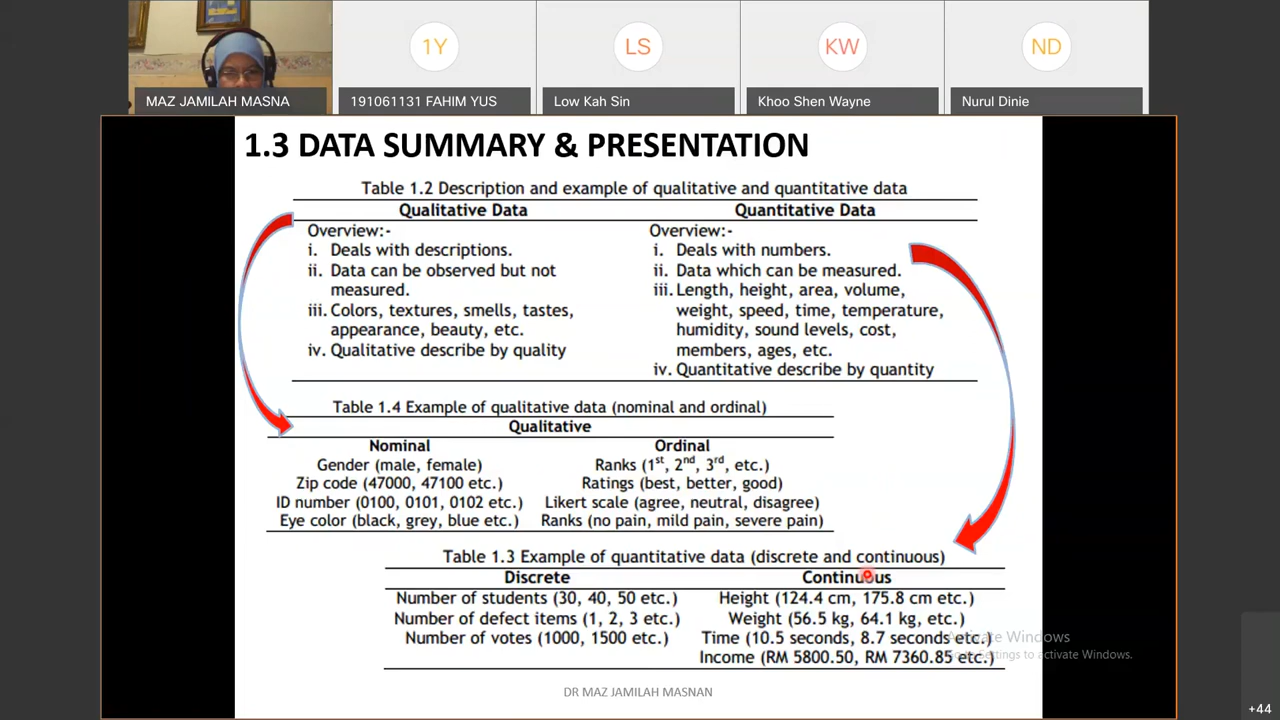 1Y
LS
KW
ND
MAZ JAMILAH MASNA
191061131 FAHIM YUS
Low Kah Sin
Khoo Shen Wayne
Nurul Dinie
1.3 DATA SUMMARY & PRESENTATION
Table 1.2 Description and example of qualitative and quantitative data
Qualitative Data
Overview:-
i. Deals with descriptions.
ii. Data can be observed but not
measured.
iii. Colors, textures, smells, tastes,
appearance, beauty, etc.
iv. Qualitative describe by quality
Quantitative Data
Overview:-
i. Deals with numbers.
ii. Data which can be measured.
iii. Length, height, area, volume,
weight, speed, time, temperature,
humidity, sound levels, cost,
members, ages, etc.
iv. Quantitative describe by quantity
Table 1.4 Example of qualitative data (nominal and ordinal)
Qualitative
Nominal
Gender (male, female)
Zip code (47000, 47100 etc.)
ID number (0100, 0101, 0102 etc.)
Eye color (black, grey, blue etc.)
Ordinal
Ranks (1st, 2nd, 3rd, etc.)
Ratings (best, better, good)
Likert scale (agree, neutral, disagree)
Ranks (no pain, mild pain, severe pain)
Table 1.3 Example of quantitative data (discrete and continuous)
Discrete
Number of students (30, 40, 50 etc.)
Number of defect items (1, 2, 3 etc.)
Number of votes (1000, 1500 etc.)
Continuous
Height (124.4 cm, 175.8 cm etc.)
Weight (56.5 kg, 64.1 kg, etc.)
Time (10.5 seconds, 8.7 seconds etc.)
Income (RM 5800.50, RM 7360.85 etc.)
Activate Windows
Go to Settings to activate Windows.
DR MAZ JAMILAH MASNAN
+44